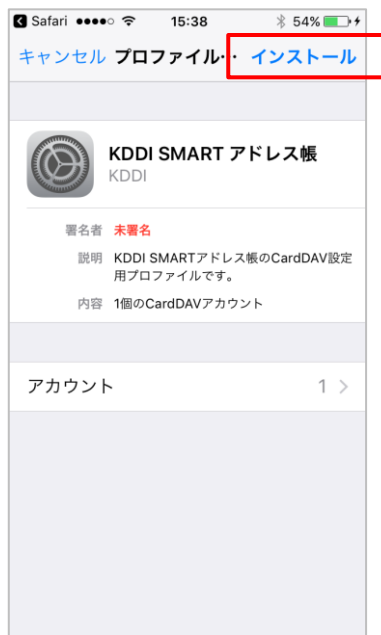 Safari 15:38 54%
キャンセル プロファイル… インストール
KDDI SMART アドレス帳
KDDI
署名者 未署名
説明 KDDI SMARTアドレス帳のCardDAV設定
用プロファイルです。
内容 1個のCardDAVアカウント
アカウント 1